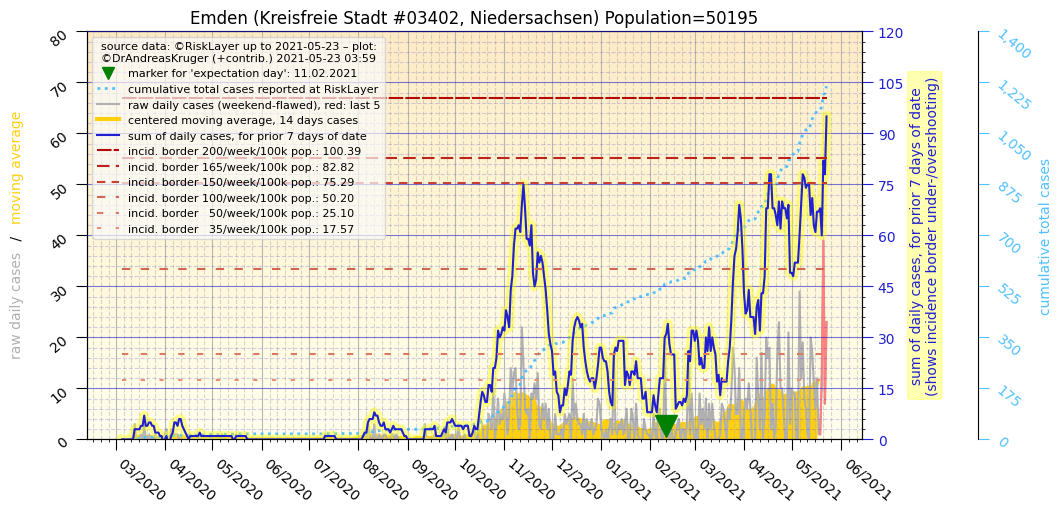 Emden (Kreisfreie Stadt #03402, Niedersachsen) Population=50195
source data: ©RiskLayer up to 2021-05-23 – plot:
©DrAndreasKruger (+contrib.) 2021-05-23 03:59
marker for 'expectation day': 11.02.2021
cumulative total cases reported at RiskLayer
raw daily cases (weekend-flawed), red: last 5
centered moving average, 14 days cases
sum of daily cases, for prior 7 days of date
incid. border 200/week/100k pop.: 100.39
incid. border 165/week/100k pop.: 82.82
incid. border 150/week/100k pop.: 75.29
incid. border 100/week/100k pop.: 50.20
incid. border 50/week/100k pop.: 25.10
incid. border 35/week/100k pop.: 17.57
raw daily cases / moving average
80
70
60
50
40
30
20
10
0
03/2020
04/2020
05/2020
06/2020
07/2020
08/2020
09/2020
10/2020
11/2020
12/2020
01/2021
02/2021
03/2021
04/2021
05/2021
06/2021
120
105
90
75
60
45
30
15
0
sum of daily cases, for prior 7 days of date
(shows incidence border under-/overshooting)
1,400
1,225
1,050
875
700
525
350
175
0
cumulative total cases